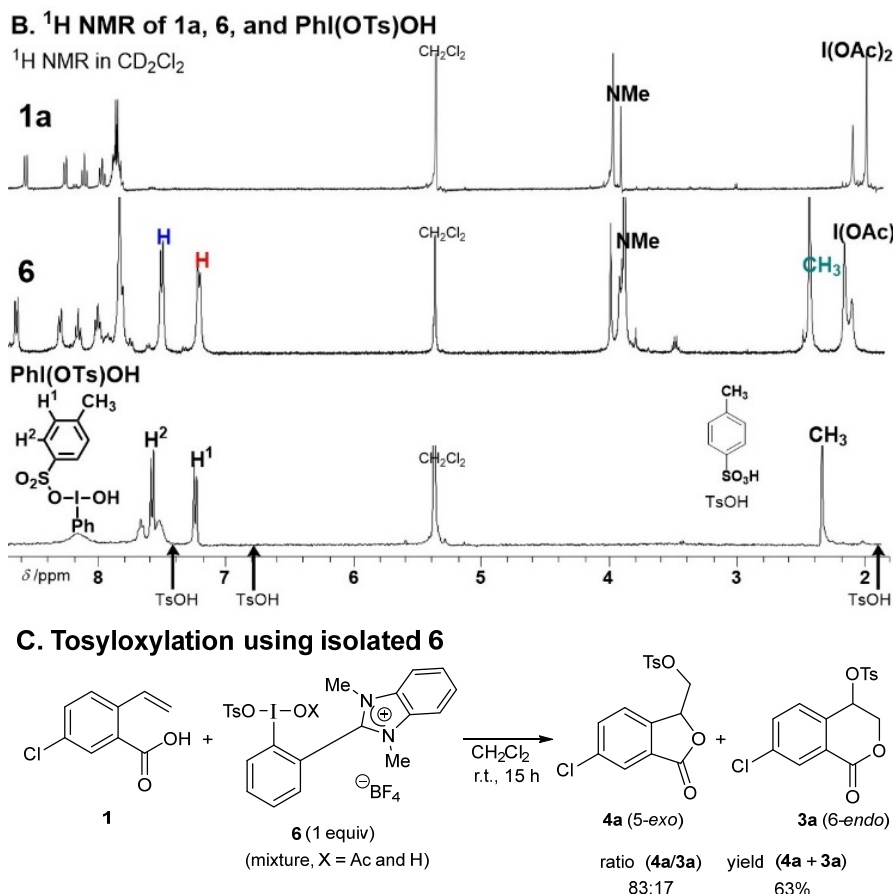 B. ¹H NMR of 1a, 6, and PhI(OTs)OH
¹H NMR in CD₂Cl₂
CH₂Cl₂
I(OAc)₂
NMe
1a
H
H
CH₂Cl₂
NMe
I(OAc)
CH₃
6
PhI(OTs)OH
H¹
CH₃
H²
S
O₂
O–I–OH
Ph
H²
H¹
CH₂Cl₂
CH₃
SO₃H
TsOH
CH₃
δ /ppm
8
7
6
5
4
3
2
TsOH
TsOH
TsOH
C. Tosyloxylation using isolated 6
Cl
OH
O
1
+
TsO–I–OX
Me
N
⊕
N
Me
⊖BF₄
6 (1 equiv)
(mixture, X = Ac and H)
CH₂Cl₂
r.t., 15 h
TsO
O
O
Cl
4a (5-exo)
+
OTs
O
O
Cl
3a (6-endo)
ratio (4a/3a)
yield (4a + 3a)
83:17
63%